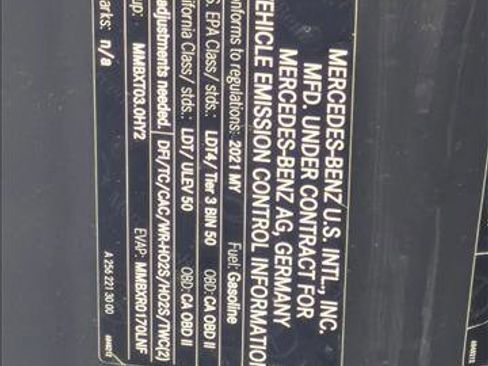 MERCEDES-BENZ U.S. INTL., INC.
MFD. UNDER CONTRACT FOR
MERCEDES-BENZ AG, GERMANY
EHICLE EMISSION CONTROL INFORMATIO
nforms to regulations: 2021 MY Fuel: Gasoline
. EPA Class/ stds.: LDT4/ Tier 3 BIN 50 OBD: CA OBD II
ifornia Class/ stds.: LDT/ ULEV 50 OBD: CA OBD II
adjustments needed. DFI/TC/CAC/WR-HO2S/HO2S/TWC(2)
up: MMBXT03.0HY2 EVAP: MMBXR0170LNF
arks: n/a
A 256 221 30 00